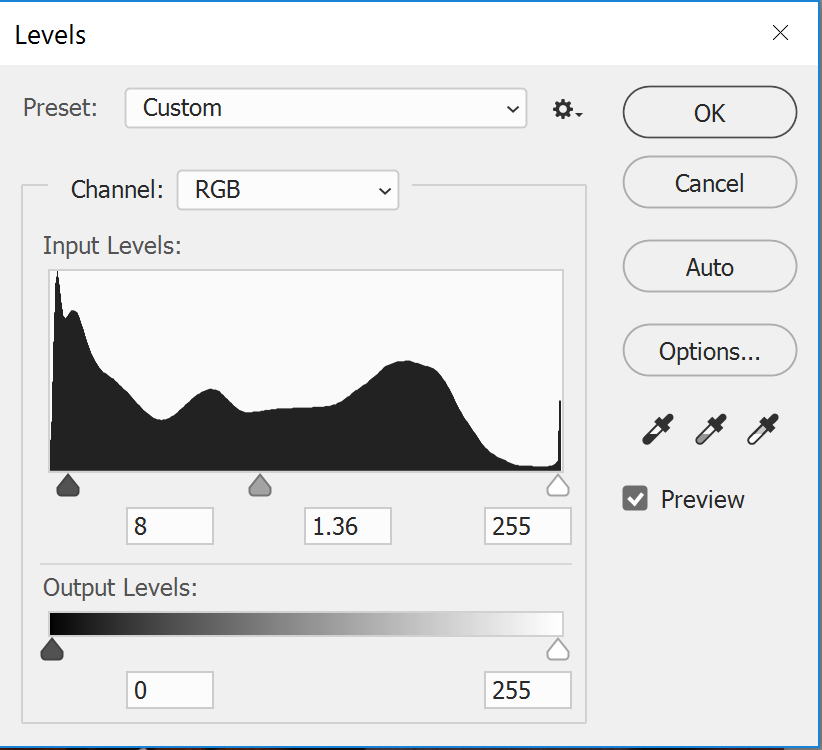 Levels
Preset: Custom
OK
Cancel
Channel: RGB
Input Levels:
Auto
Options...
Preview
8 1.36 255
Output Levels:
0 255